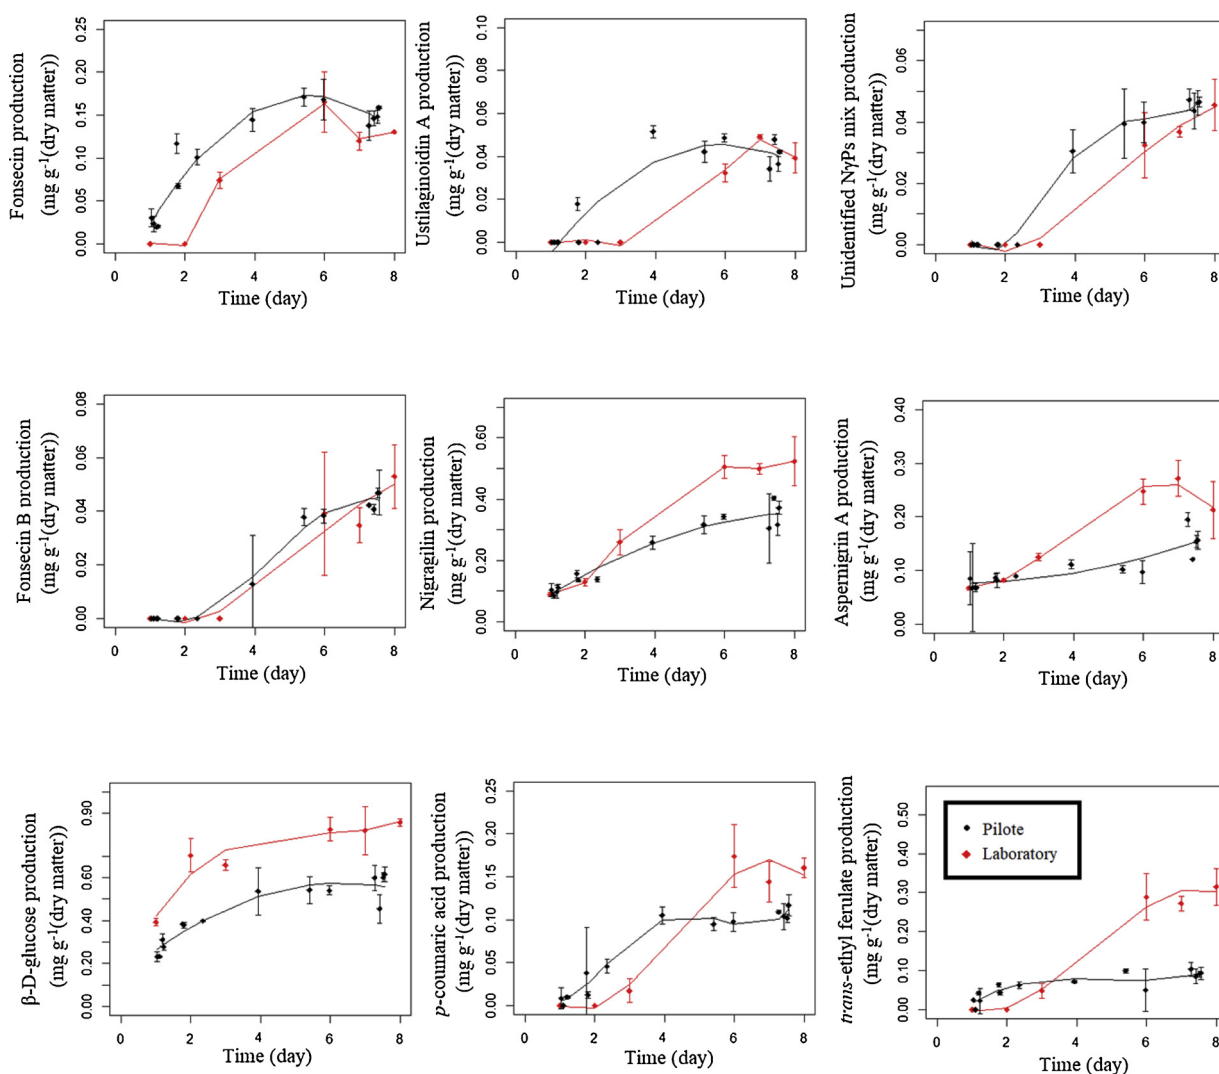 Fonsecin production
(mg g-1(dry matter))
0.00 0.05 0.10 0.15 0.20 0.25
0 2 4 6 8
Time (day)
Ustilaginoidin A production
(mg g-1(dry matter))
0.00 0.02 0.04 0.06 0.08 0.10
0 2 4 6 8
Time (day)
Unidentified NγPs mix production
(mg g-1(dry matter))
0.00 0.02 0.04 0.06
0 2 4 6 8
Time (day)
Fonsecin B production
(mg g-1(dry matter))
0.00 0.02 0.04 0.06 0.08
0 2 4 6 8
Time (day)
Nigragilin production
(mg g-1(dry matter))
0.00 0.20 0.40 0.60
0 2 4 6 8
Time (day)
Aspernigrin A production
(mg g-1(dry matter))
0.00 0.10 0.20 0.30 0.40
0 2 4 6 8
Time (day)
β-D-glucose production
(mg g-1(dry matter))
0.00 0.20 0.40 0.60 0.90
0 2 4 6 8
Time (day)
p-coumaric acid production
(mg g-1(dry matter))
0.00 0.05 0.10 0.15 0.25
0 2 4 6 8
Time (day)
trans-ethyl ferulate production
(mg g-1(dry matter))
0.00 0.10 0.20 0.30 0.40 0.50
0 2 4 6 8
Time (day)
Pilote
Laboratory